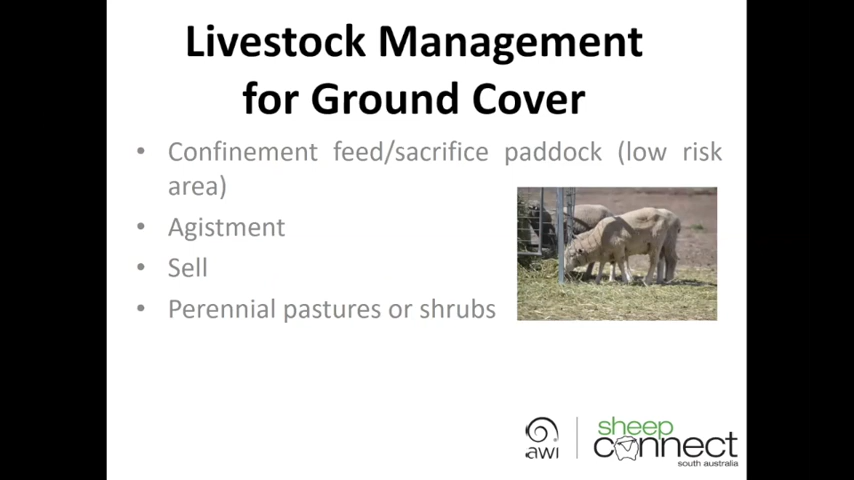 Livestock Management
for Ground Cover
• Confinement feed/sacrifice paddock (low risk
area)
• Agistment
• Sell
• Perennial pastures or shrubs
awi
sheep
connect
south australia